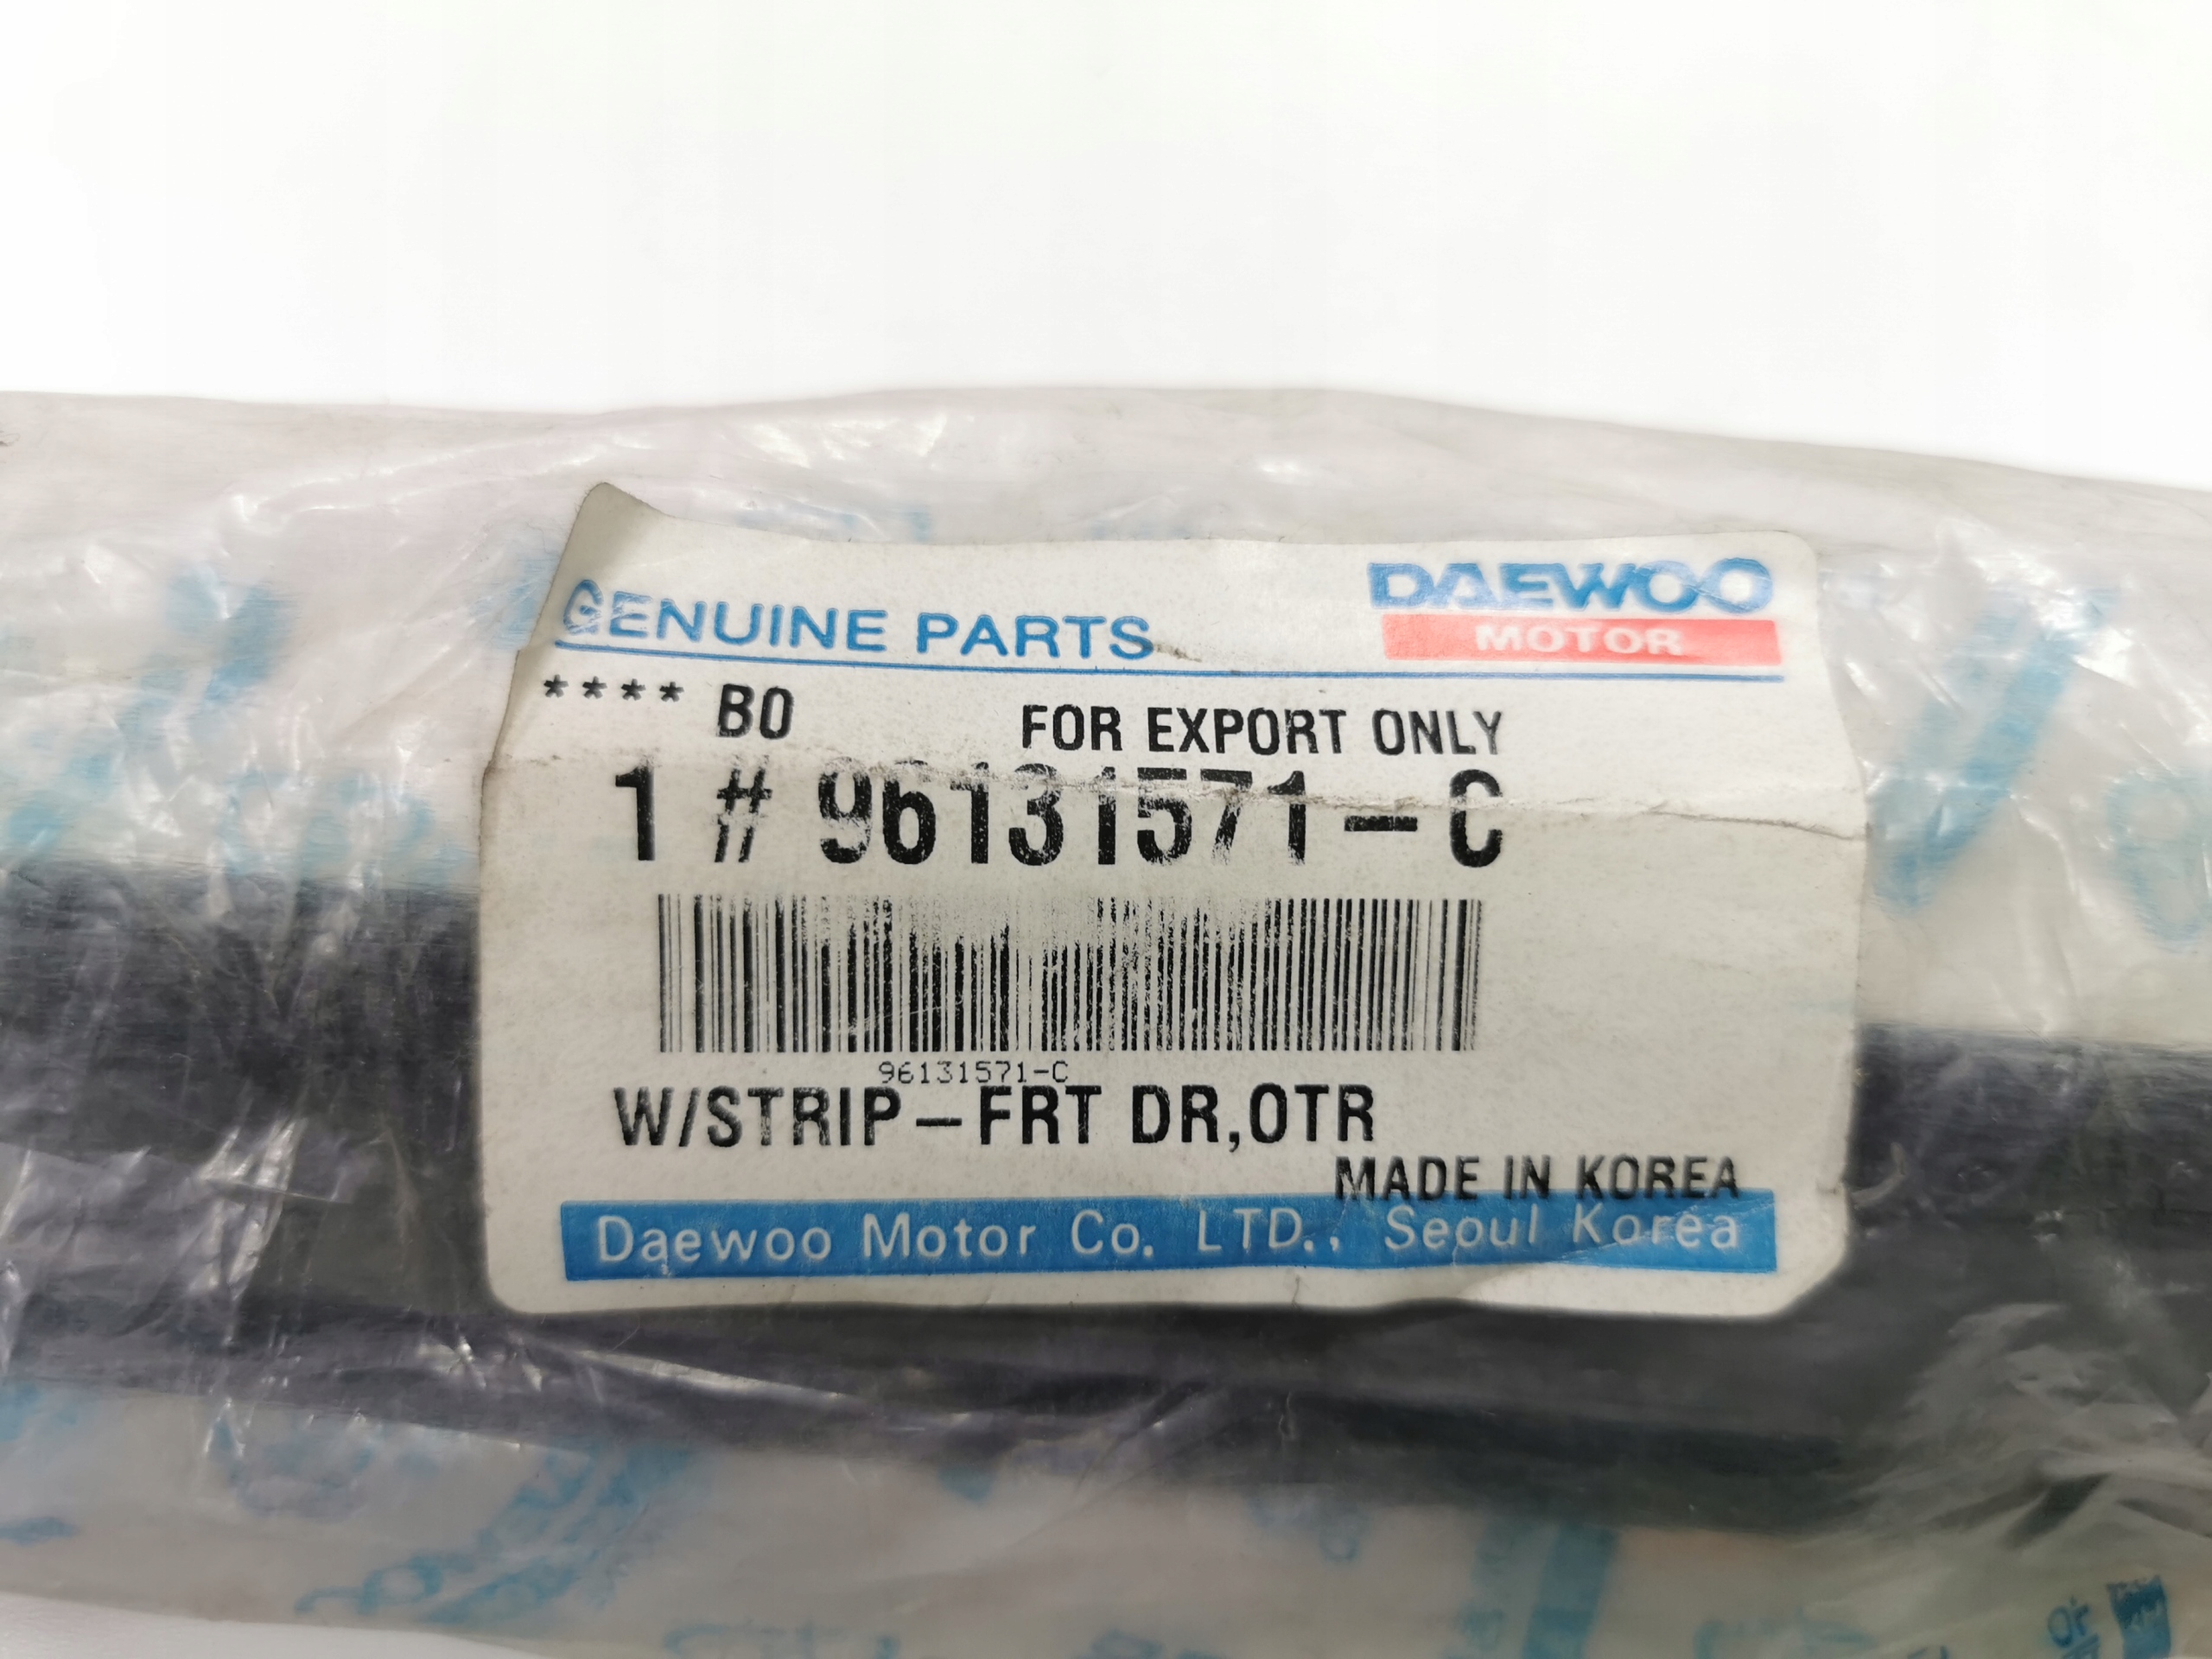 GENUINE PARTS
DAEWOO
MOTOR
**** BO
FOR EXPORT ONLY
1 # 96131571-C
96131571-C
W/STRIP-FRT DR,OTR
MADE IN KOREA
Daewoo Motor Co. LTD., Seoul Korea